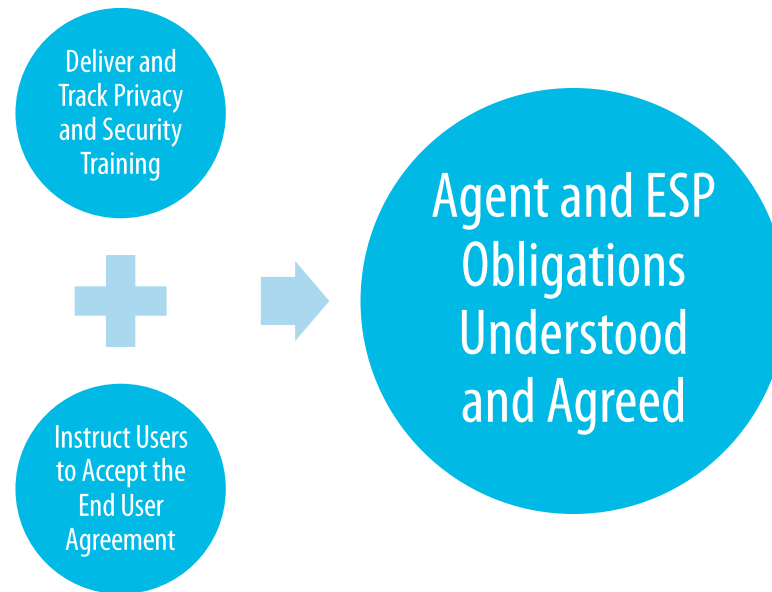 Deliver and
Track Privacy
and Security
Training
Instruct Users
to Accept the
End User
Agreement
Agent and ESP
Obligations
Understood
and Agreed